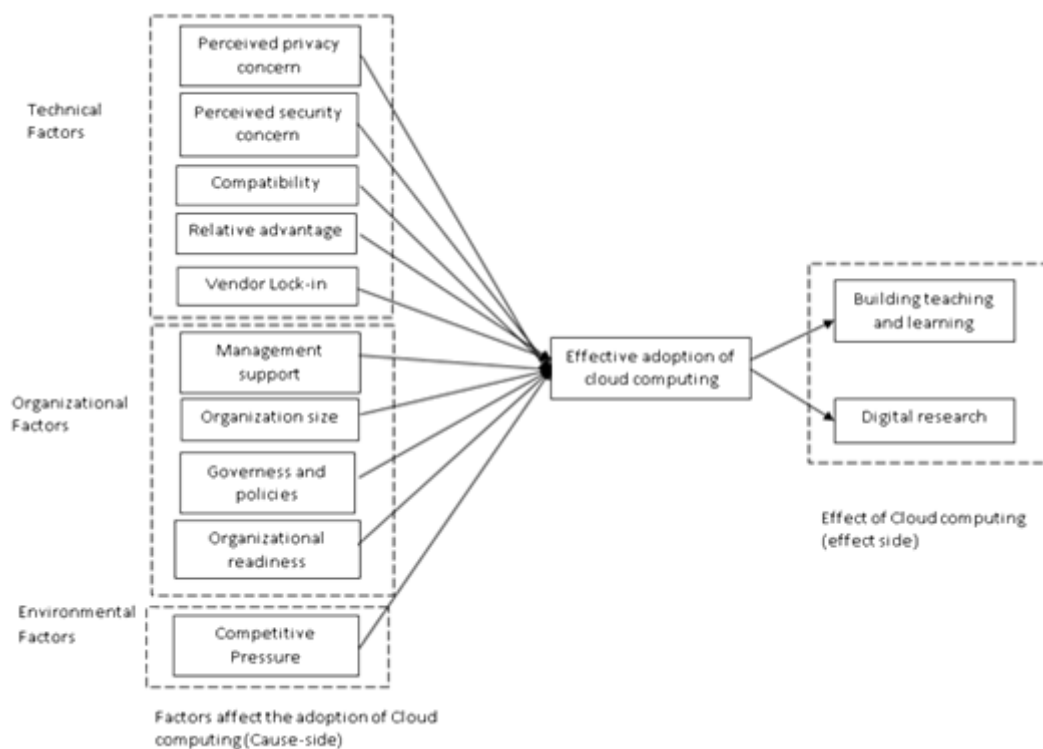 Technical
Factors
Perceived privacy
concern
Perceived security
concern
Compatibility
Relative advantage
Vendor Lock-in
Organizational
Factors
Management
support
Organization size
Governess and
policies
Organizational
readiness
Environmental
Factors
Competitive
Pressure
Factors affect the adoption of Cloud
computing (Cause-side)
Effective adoption of
cloud computing
Building teaching
and learning
Digital research
Effect of Cloud computing
(effect side)